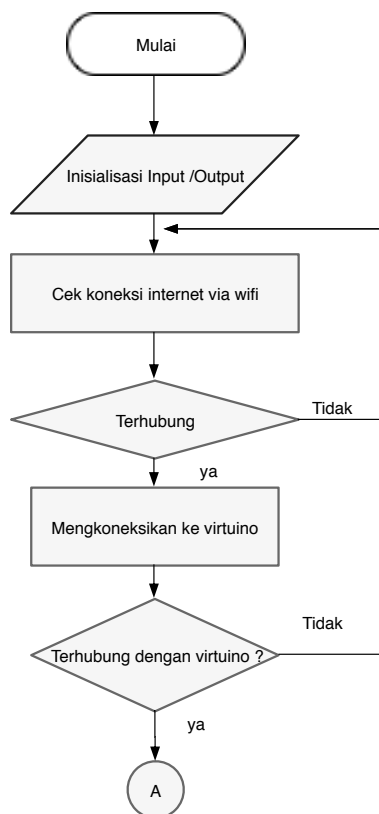 Mulai
Inisialisasi Input /Output
Cek koneksi internet via wifi
Terhubung
Tidak
ya
Mengkoneksikan ke virtuino
Terhubung dengan virtuino ?
Tidak
ya
A